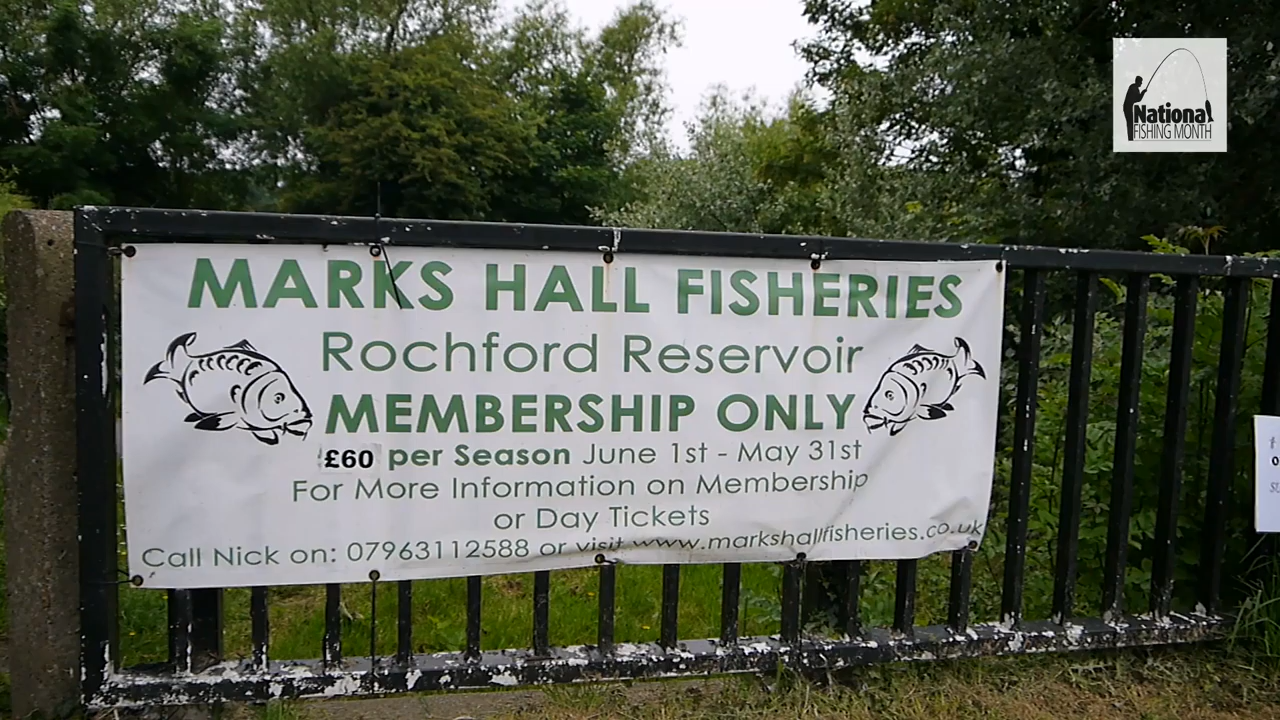 National
FISHING MONTH
MARKS HALL FISHERIES
Rochford Reservoir
MEMBERSHIP ONLY
£60 per Season June 1st - May 31st
For More Information on Membership
or Day Tickets
Call Nick on: 07963112588 or visit www.markshallfisheries.co.uk